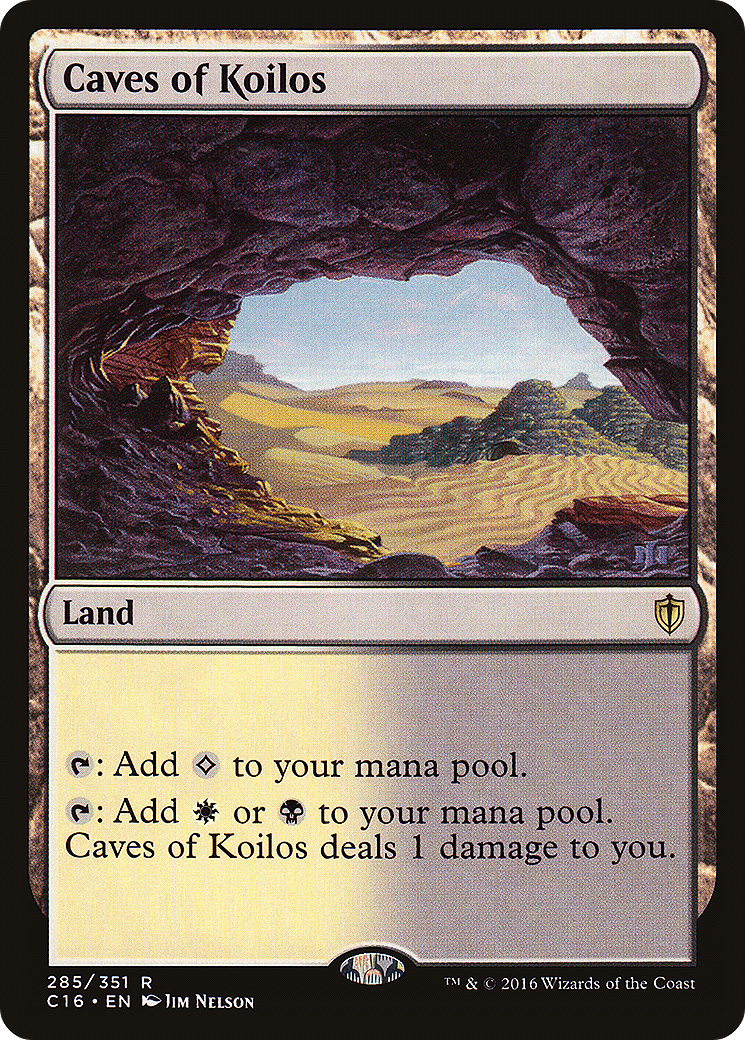 Caves of Koilos
Land
: Add to your mana pool.
: Add or to your mana pool.
Caves of Koilos deals 1 damage to you.
285/351 R
C16 • EN Jim Nelson
™ & © 2016 Wizards of the Coast